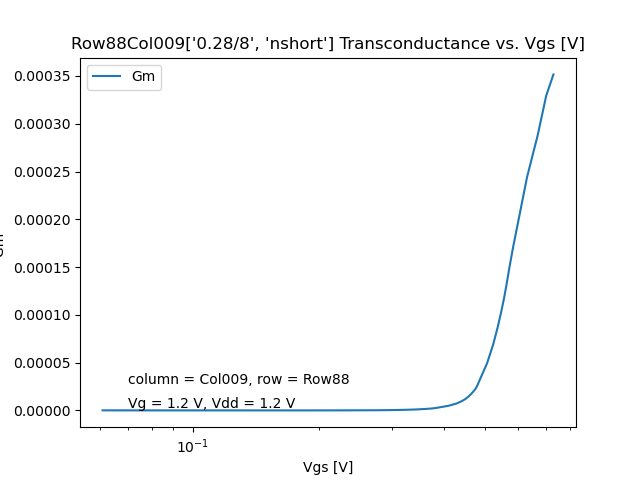 Row88Col009['0.28/8', 'nshort'] Transconductance vs. Vgs [V]
Gm
0.00035
0.00030
0.00025
0.00020
0.00015
0.00010
0.00005
0.00000
column = Col009, row = Row88
Vg = 1.2 V, Vdd = 1.2 V
10⁻¹
Vgs [V]